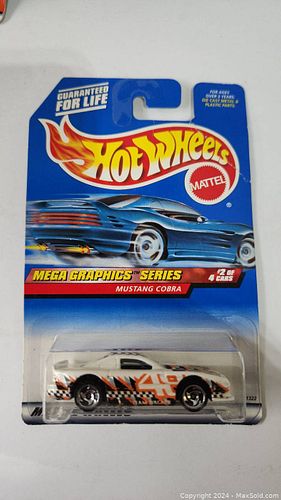 GUARANTEED
FOR LIFE
FOR AGES
OVER 3 YEARS
DIE CAST METAL &
PLASTIC PARTS
HOT WHEELS
MATTEL
®
MEGA GRAPHICS™ SERIES
#2 OF
4 CARS
MUSTANG COBRA
Copyright 2024 - MaxSold.com